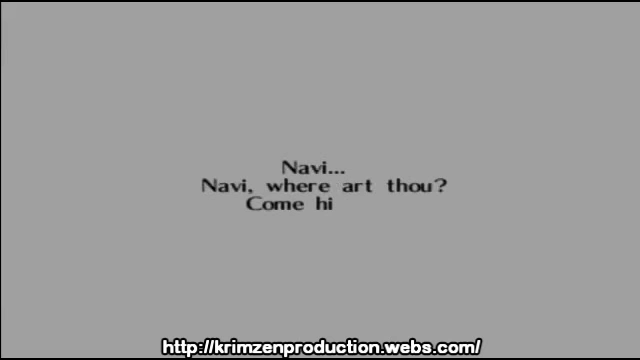 Navi...
Navi, where art thou?
Come hi
http://krimzenproduction.webs.com/